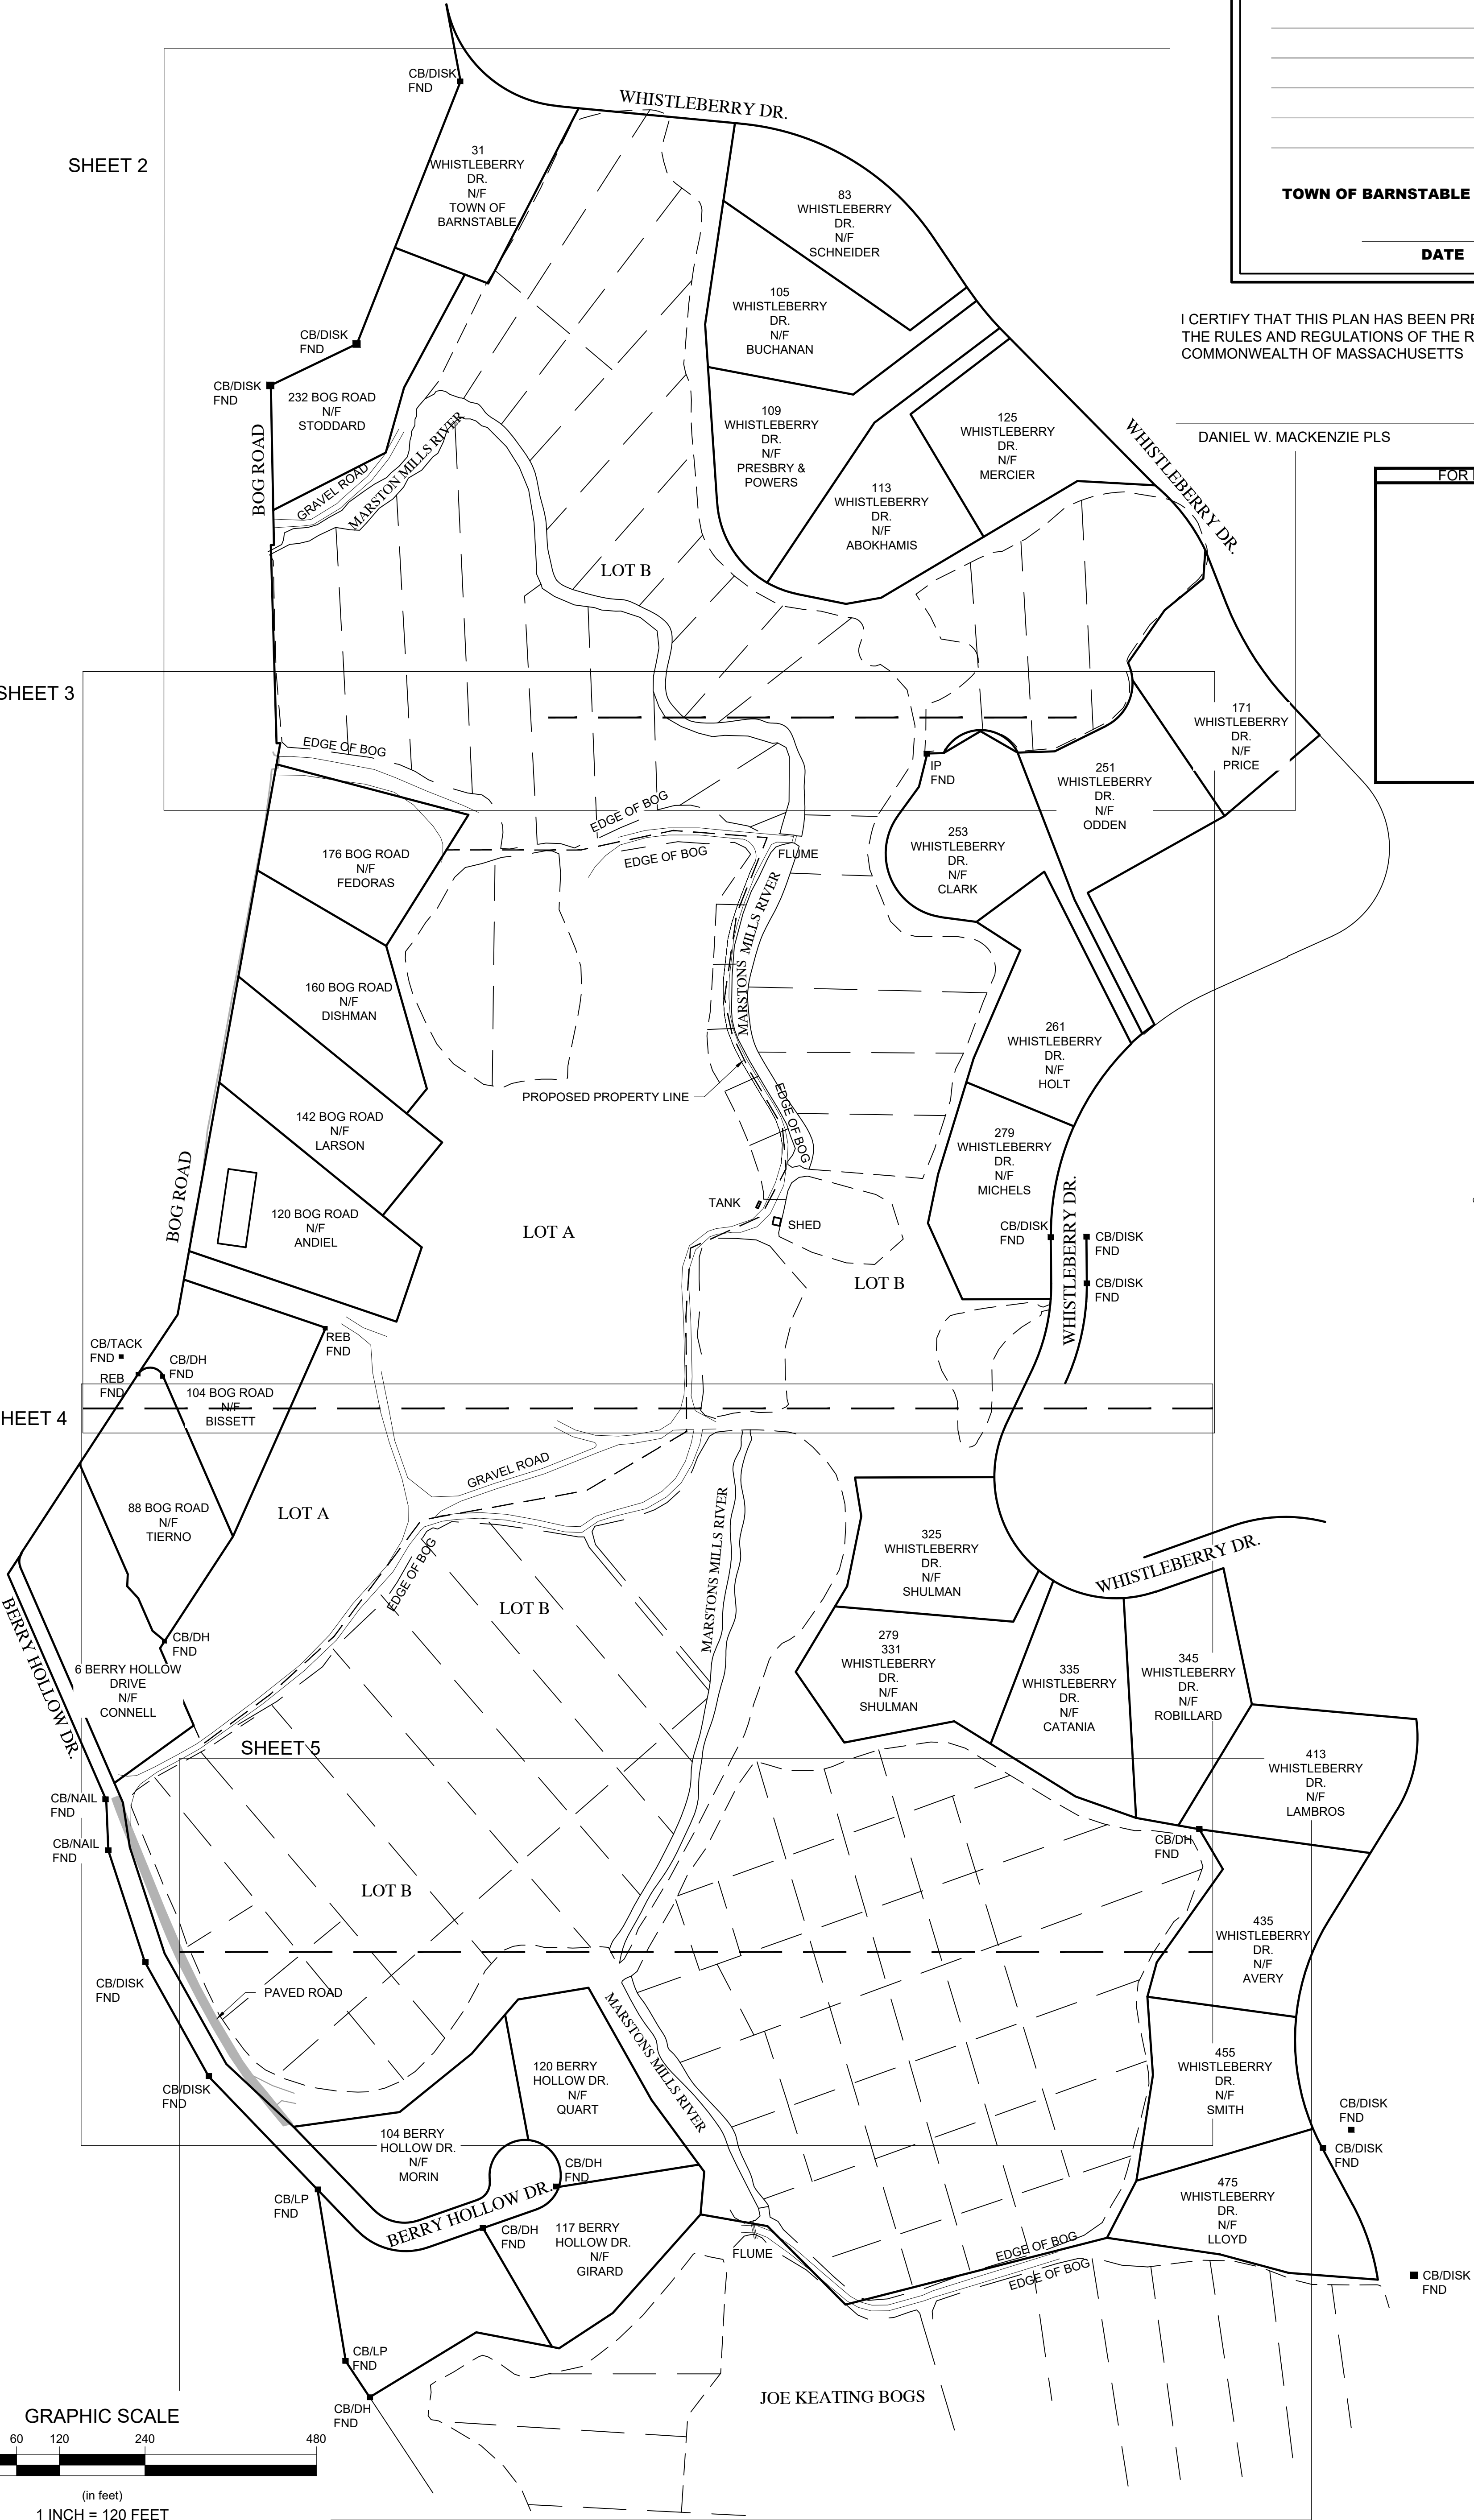 CB/DISK
FND
WHISTLEBERRY DR.
SHEET 2
31
WHISTLEBERRY
DR.
N/F
TOWN OF
BARNSTABLE
83
WHISTLEBERRY
DR.
N/F
SCHNEIDER
TOWN OF BARNSTABLE
DATE
105
WHISTLEBERRY
DR.
N/F
BUCHANAN
I CERTIFY THAT THIS PLAN HAS BEEN
THE RULES AND REGULATIONS OF THE
COMMONWEALTH OF MASSACHUSETTS
CB/DISK
FND
CB/DISK
FND
232 BOG ROAD
N/F
STODDARD
109
WHISTLEBERRY
DR.
N/F
PRESBRY &
POWERS
125
WHISTLEBERRY
DR.
N/F
MERCIER
DANIEL W. MACKENZIE PLS
WHISTLEBERRY DR.
FOR
BOG ROAD
GRAVEL ROAD
MARSTON MILLS RIVER
113
WHISTLEBERRY
DR.
N/F
ABOKHAMIS
LOT B
SHEET 3
171
WHISTLEBERRY
DR.
N/F
PRICE
EDGE OF BOG
IP
FND
251
WHISTLEBERRY
DR.
N/F
ODDEN
EDGE OF BOG
EDGE OF BOG
FLUME
253
WHISTLEBERRY
DR.
N/F
CLARK
176 BOG ROAD
N/F
FEDORAS
MARSTONS MILLS RIVER
160 BOG ROAD
N/F
DISHMAN
261
WHISTLEBERRY
DR.
N/F
HOLT
PROPOSED PROPERTY LINE
EDGE OF BOG
142 BOG ROAD
N/F
LARSON
279
WHISTLEBERRY
DR.
N/F
MICHELS
BOG ROAD
120 BOG ROAD
N/F
ANDIEL
TANK
SHED
LOT A
LOT B
CB/DISK
FND
WHISTLEBERRY DR.
CB/DISK
FND
CB/DISK
FND
CB/TACK
FND
REB
FND
CB/DH
FND
REB
FND
104 BOG ROAD
N/F
BISSETT
HEET 4
GRAVEL ROAD
LOT A
88 BOG ROAD
N/F
TIERNO
EDGE OF BOG
MARSTONS MILLS RIVER
325
WHISTLEBERRY
DR.
N/F
SHULMAN
WHISTLEBERRY DR.
LOT B
BERRY HOLLOW DR.
CB/DH
FND
6 BERRY HOLLOW
DRIVE
N/F
CONNELL
279
331
WHISTLEBERRY
DR.
N/F
SHULMAN
335
WHISTLEBERRY
DR.
N/F
CATANIA
345
WHISTLEBERRY
DR.
N/F
ROBILLARD
SHEET 5
413
WHISTLEBERRY
DR.
N/F
LAMBROS
CB/NAIL
FND
CB/NAIL
FND
CB/DH
FND
LOT B
435
WHISTLEBERRY
DR.
N/F
AVERY
CB/DISK
FND
PAVED ROAD
MARSTONS MILLS RIVER
120 BERRY
HOLLOW DR.
N/F
QUART
455
WHISTLEBERRY
DR.
N/F
SMITH
CB/DISK
FND
CB/DISK
FND
CB/DISK
FND
104 BERRY
HOLLOW DR.
N/F
MORIN
CB/DH
FND
CB/LP
FND
BERRY HOLLOW DR.
CB/DH
FND
117 BERRY
HOLLOW DR.
N/F
GIRARD
475
WHISTLEBERRY
DR.
N/F
LLOYD
FLUME
EDGE OF BOG
EDGE OF BOG
CB/DISK
FND
CB/LP
FND
CB/DH
FND
JOE KEATING BOGS
GRAPHIC SCALE
60 120 240 480
(in feet)
1 INCH = 120 FEET